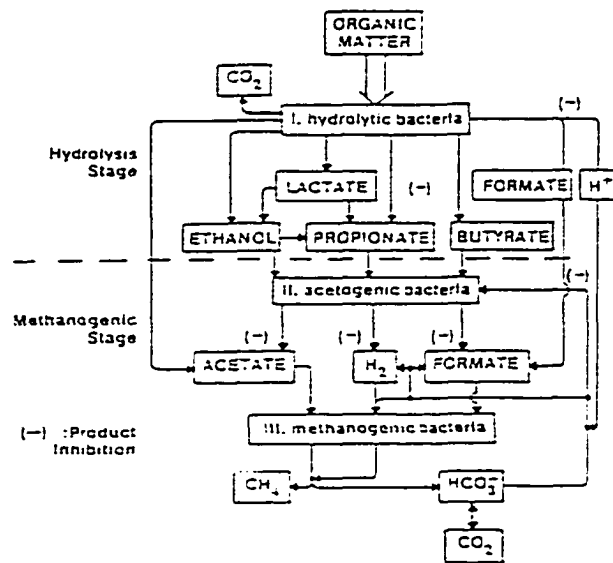 ORGANIC
MATTER
CO2
(−)
I. hydrolytic bacteria
Hydrolysis
Stage
LACTATE
(−)
FORMATE
H+
ETHANOL
PROPIONATE
BUTYRATE
(−)
II. acetogenic bacteria
Methanogenic
Stage
(−)
(−)
(−)
ACETATE
H2
FORMATE
III. methanogenic bacteria
(−) :Product
Inhibition
CH4
HCO3−
CO2